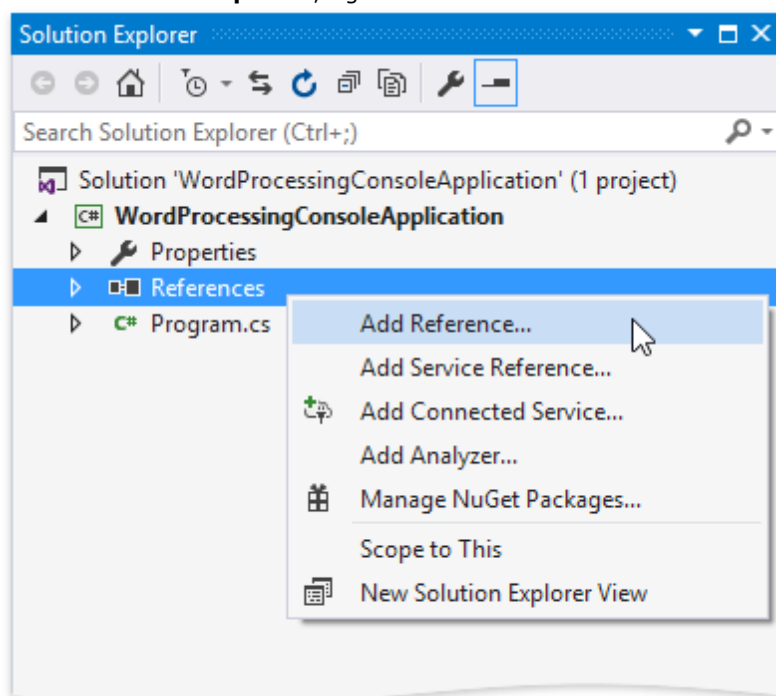 Solution Explorer
Search Solution Explorer (Ctrl+;)
Solution 'WordProcessingConsoleApplication' (1 project)
C# WordProcessingConsoleApplication
Properties
References
C# Program.cs
Add Reference...
Add Service Reference...
Add Connected Service...
Add Analyzer...
Manage NuGet Packages...
Scope to This
New Solution Explorer View